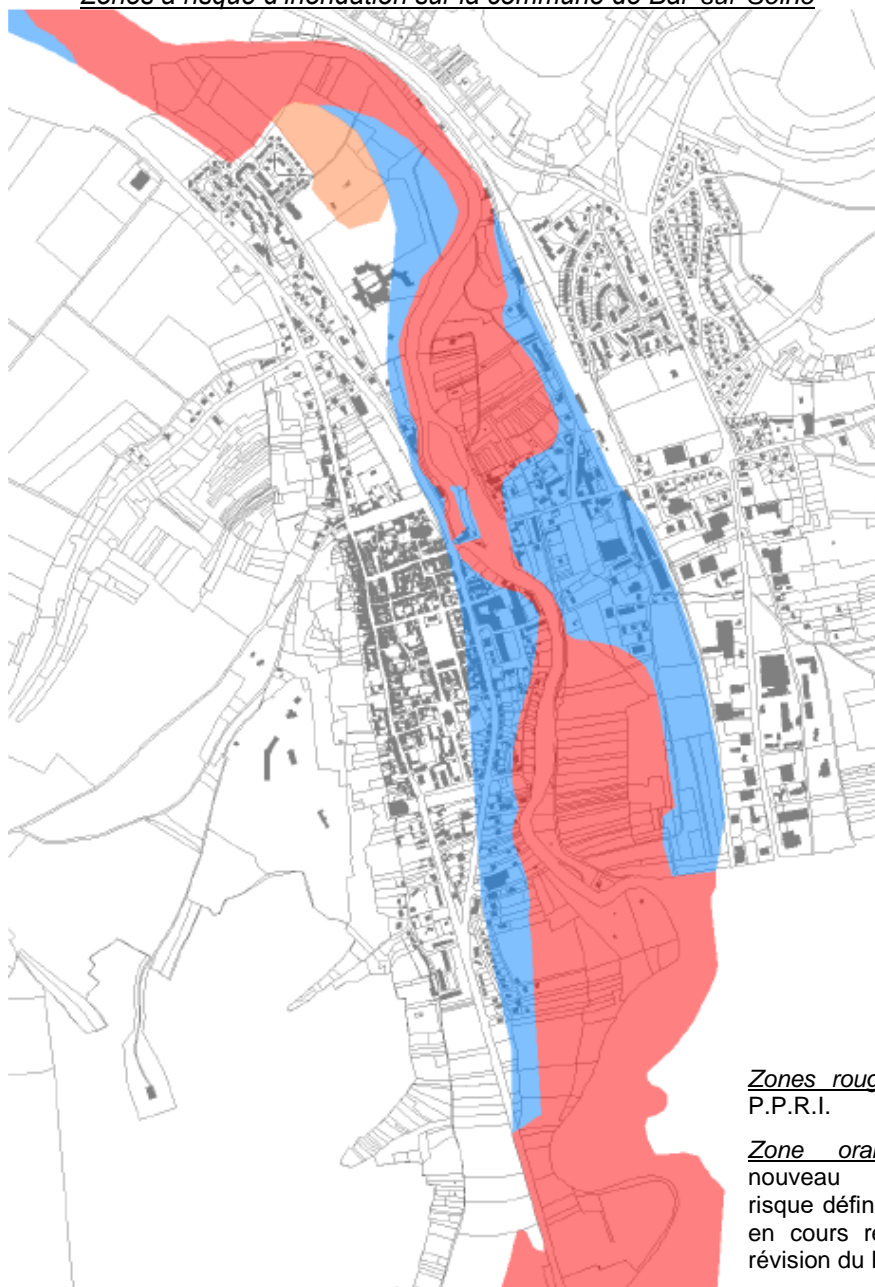 Zones à risque d'inondation sur la commune de Bar-sur-Seine
Zones roug
P.P.R.I.
Zone oran
nouveau
risque défin
en cours re
révision du